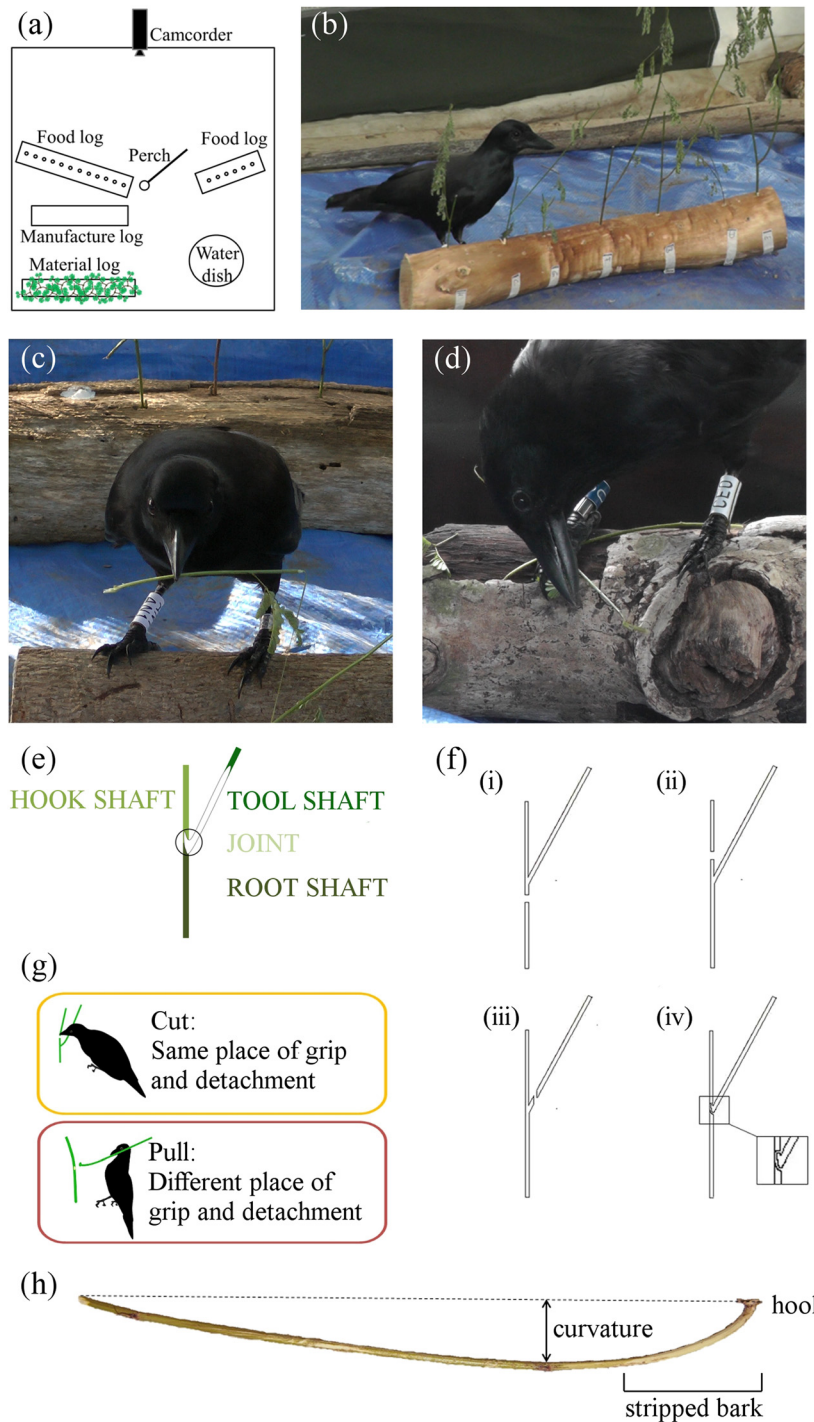 (a)
Camcorder
Food log
Perch
Food log
Manufacture log
Material log
Water
dish
(b)
(c)
(d)
CEU
(e)
HOOK SHAFT
TOOL SHAFT
JOINT
ROOT SHAFT
(f)
(i)
(ii)
(iii)
(iv)
(g)
Cut:
Same place of grip
and detachment
Pull:
Different place of
grip and detachment
(h)
curvature
hool
stripped bark